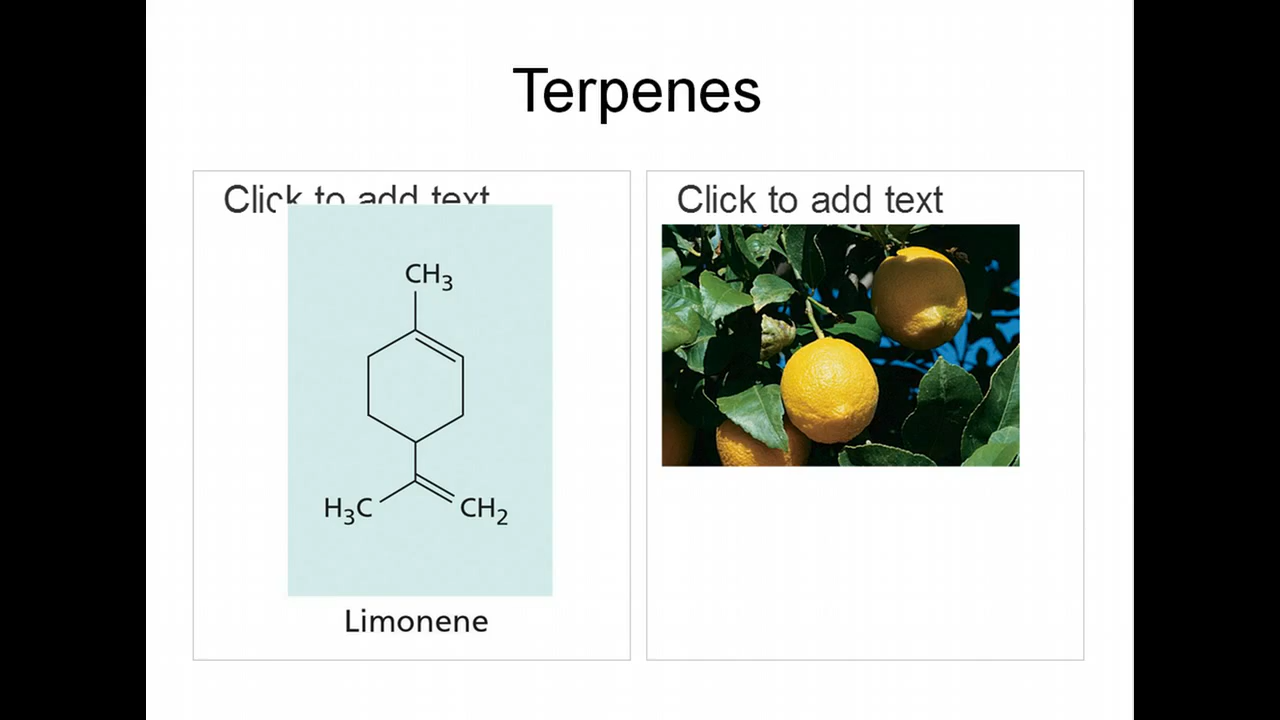 Terpenes
Click to add text
CH3
H3C
CH2
Limonene
Click to add text